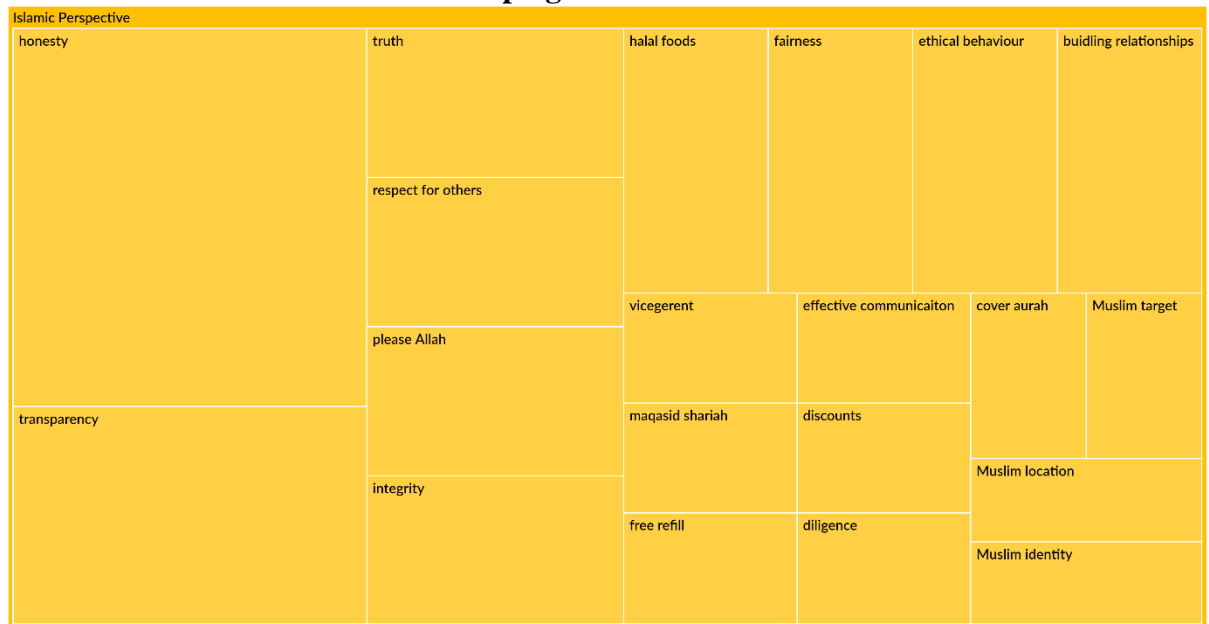 Islamic Perspective
honesty
transparency
truth
respect for others
please Allah
integrity
halal foods
fairness
ethical behaviour
buidling relationships
vicegerent
effective communicaiton
cover aurah
Muslim target
maqasid shariah
discounts
Muslim location
free refill
diligence
Muslim identity